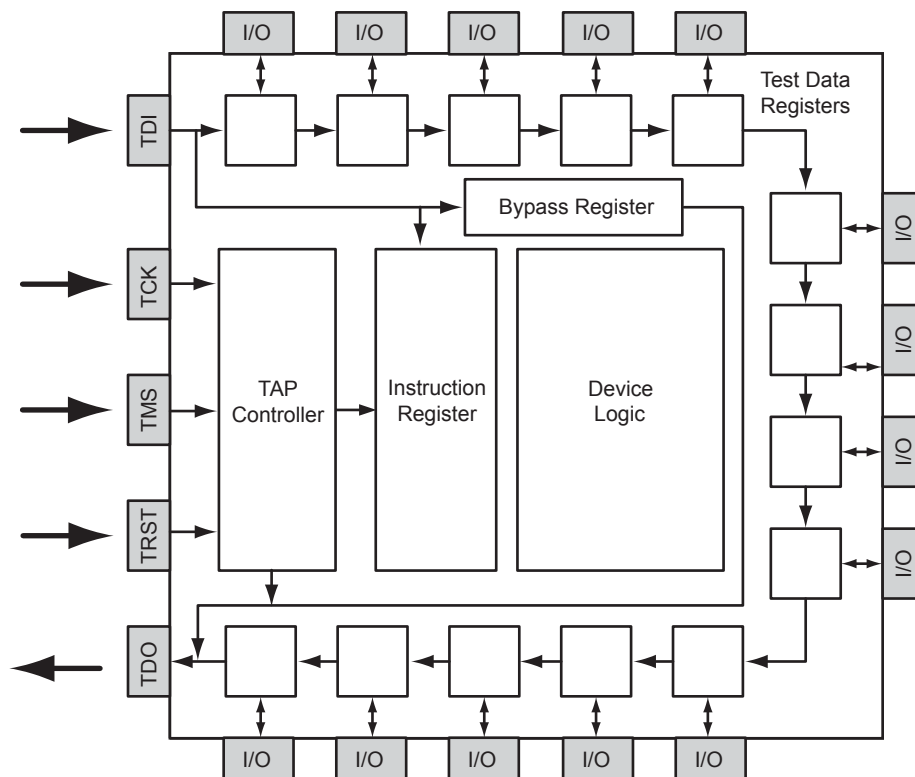 I/O
I/O
I/O
I/O
I/O
Test Data
Registers
TDI
Bypass Register
I/O
TCK
I/O
TAP
Controller
Instruction
Register
Device
Logic
TMS
I/O
TRST
I/O
TDO
I/O
I/O
I/O
I/O
I/O